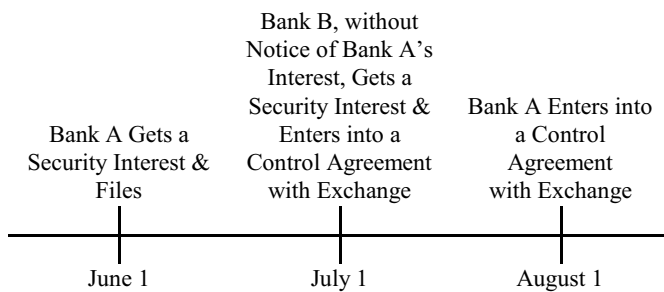 Bank B, without
Notice of Bank A’s
Interest, Gets a
Security Interest &
Enters into a
Control Agreement
with Exchange
Bank A Gets a
Security Interest &
Files
Bank A Enters into
a Control
Agreement
with Exchange
June 1
July 1
August 1